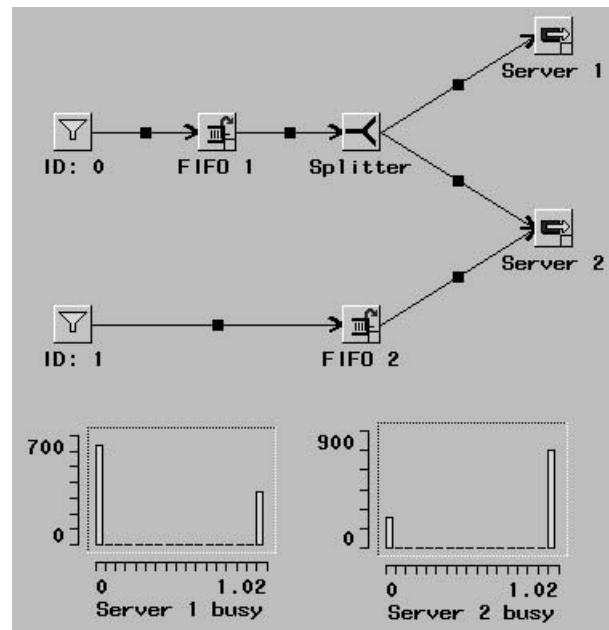 Server 1
ID: 0
FIFO 1
Splitter
Server 2
ID: 1
FIFO 2
700
0
0
1.02
Server 1 busy
900
0
0
1.02
Server 2 busy